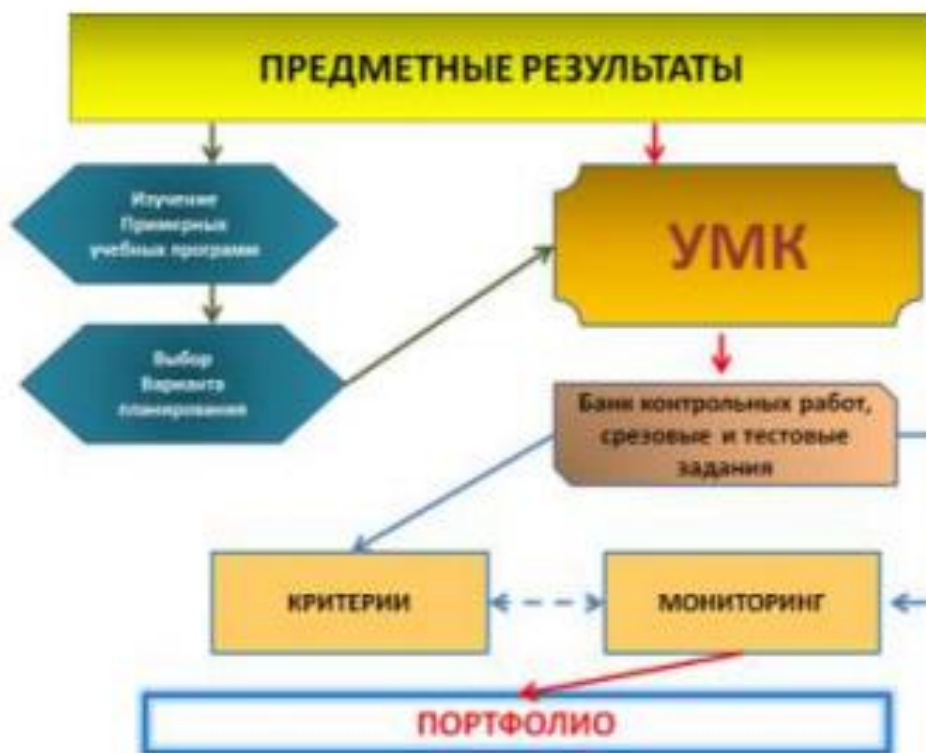 ПРЕДМЕТНЫЕ РЕЗУЛЬТАТЫ
Изучение
Примерных
учебных программ
УМК
Выбор
Варианта
планирования
Банк контрольных работ,
срезовые и тестовые
задания
КРИТЕРИИ
МОНИТОРИНГ
ПОРТФОЛИО